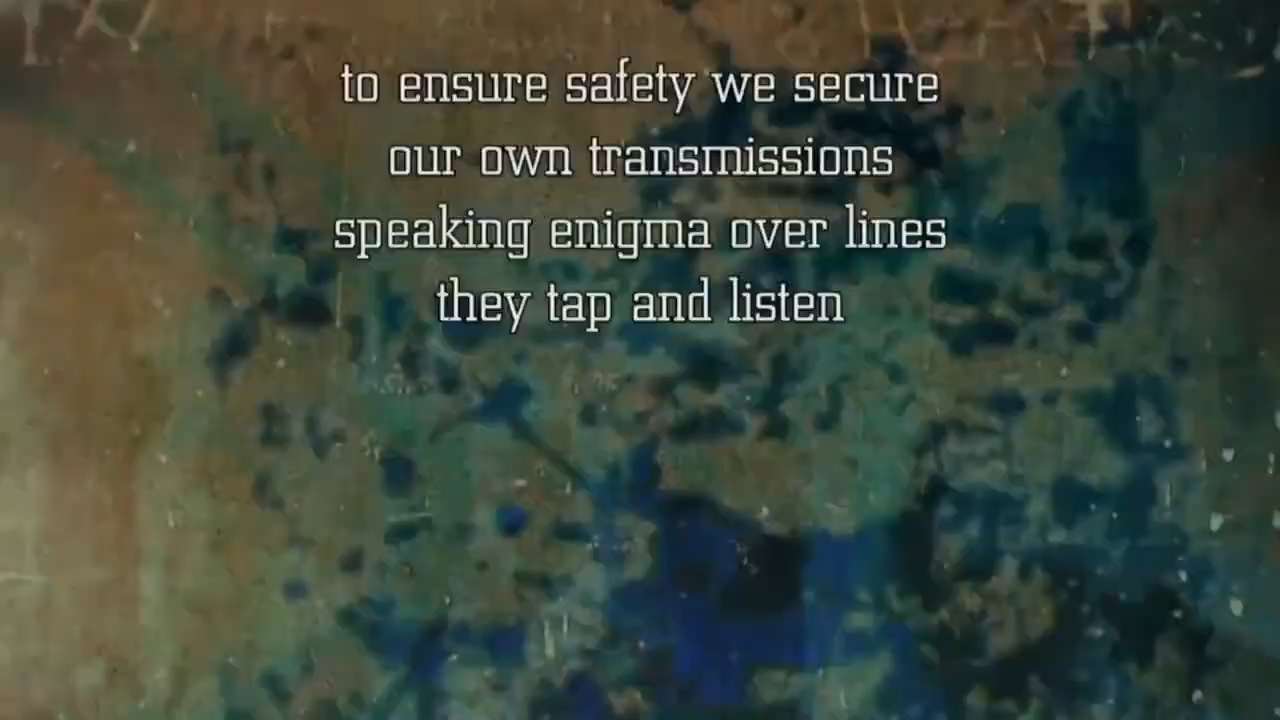 to ensure safety we secure
our own transmissions
speaking enigma over lines
they tap and listen